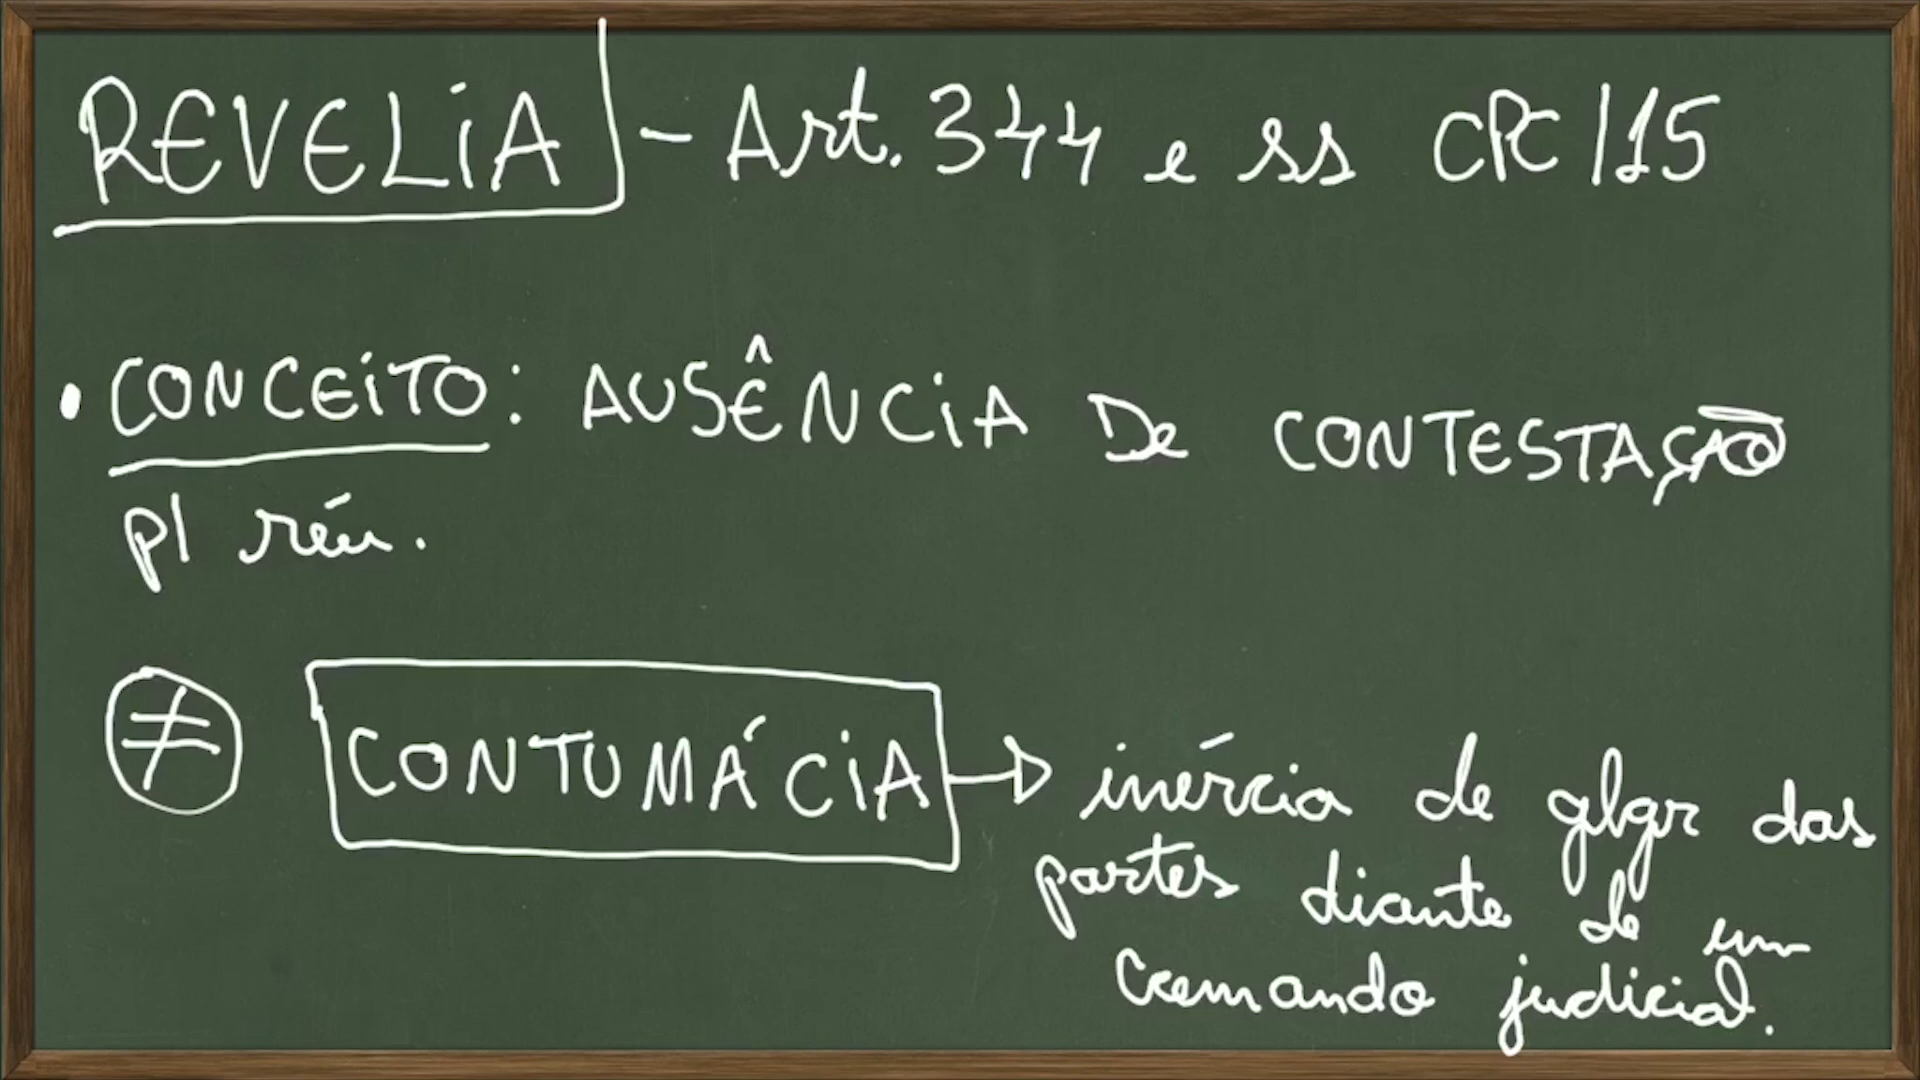 REVELIA - Art. 344 e ss CPC/15
• CONCEITO: AUSÊNCIA De CONTESTAÇÃO
p/ réu.
≠ CONTUMÁCIA → inércia de qlqr das
partes diante de um
comando judicial.